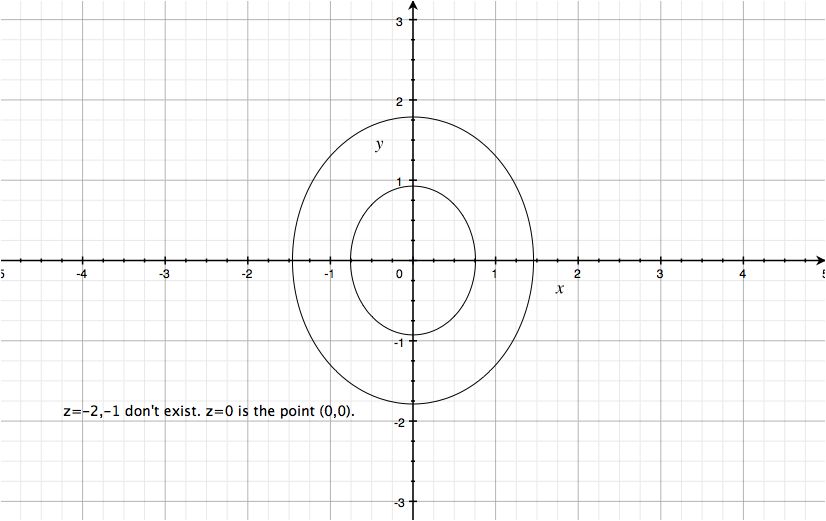 3
2
y
1
5 -4 -3 -2 -1 0 1 2 3 4 5
x
-1
z=-2,-1 don't exist. z=0 is the point (0,0).
-2
-3